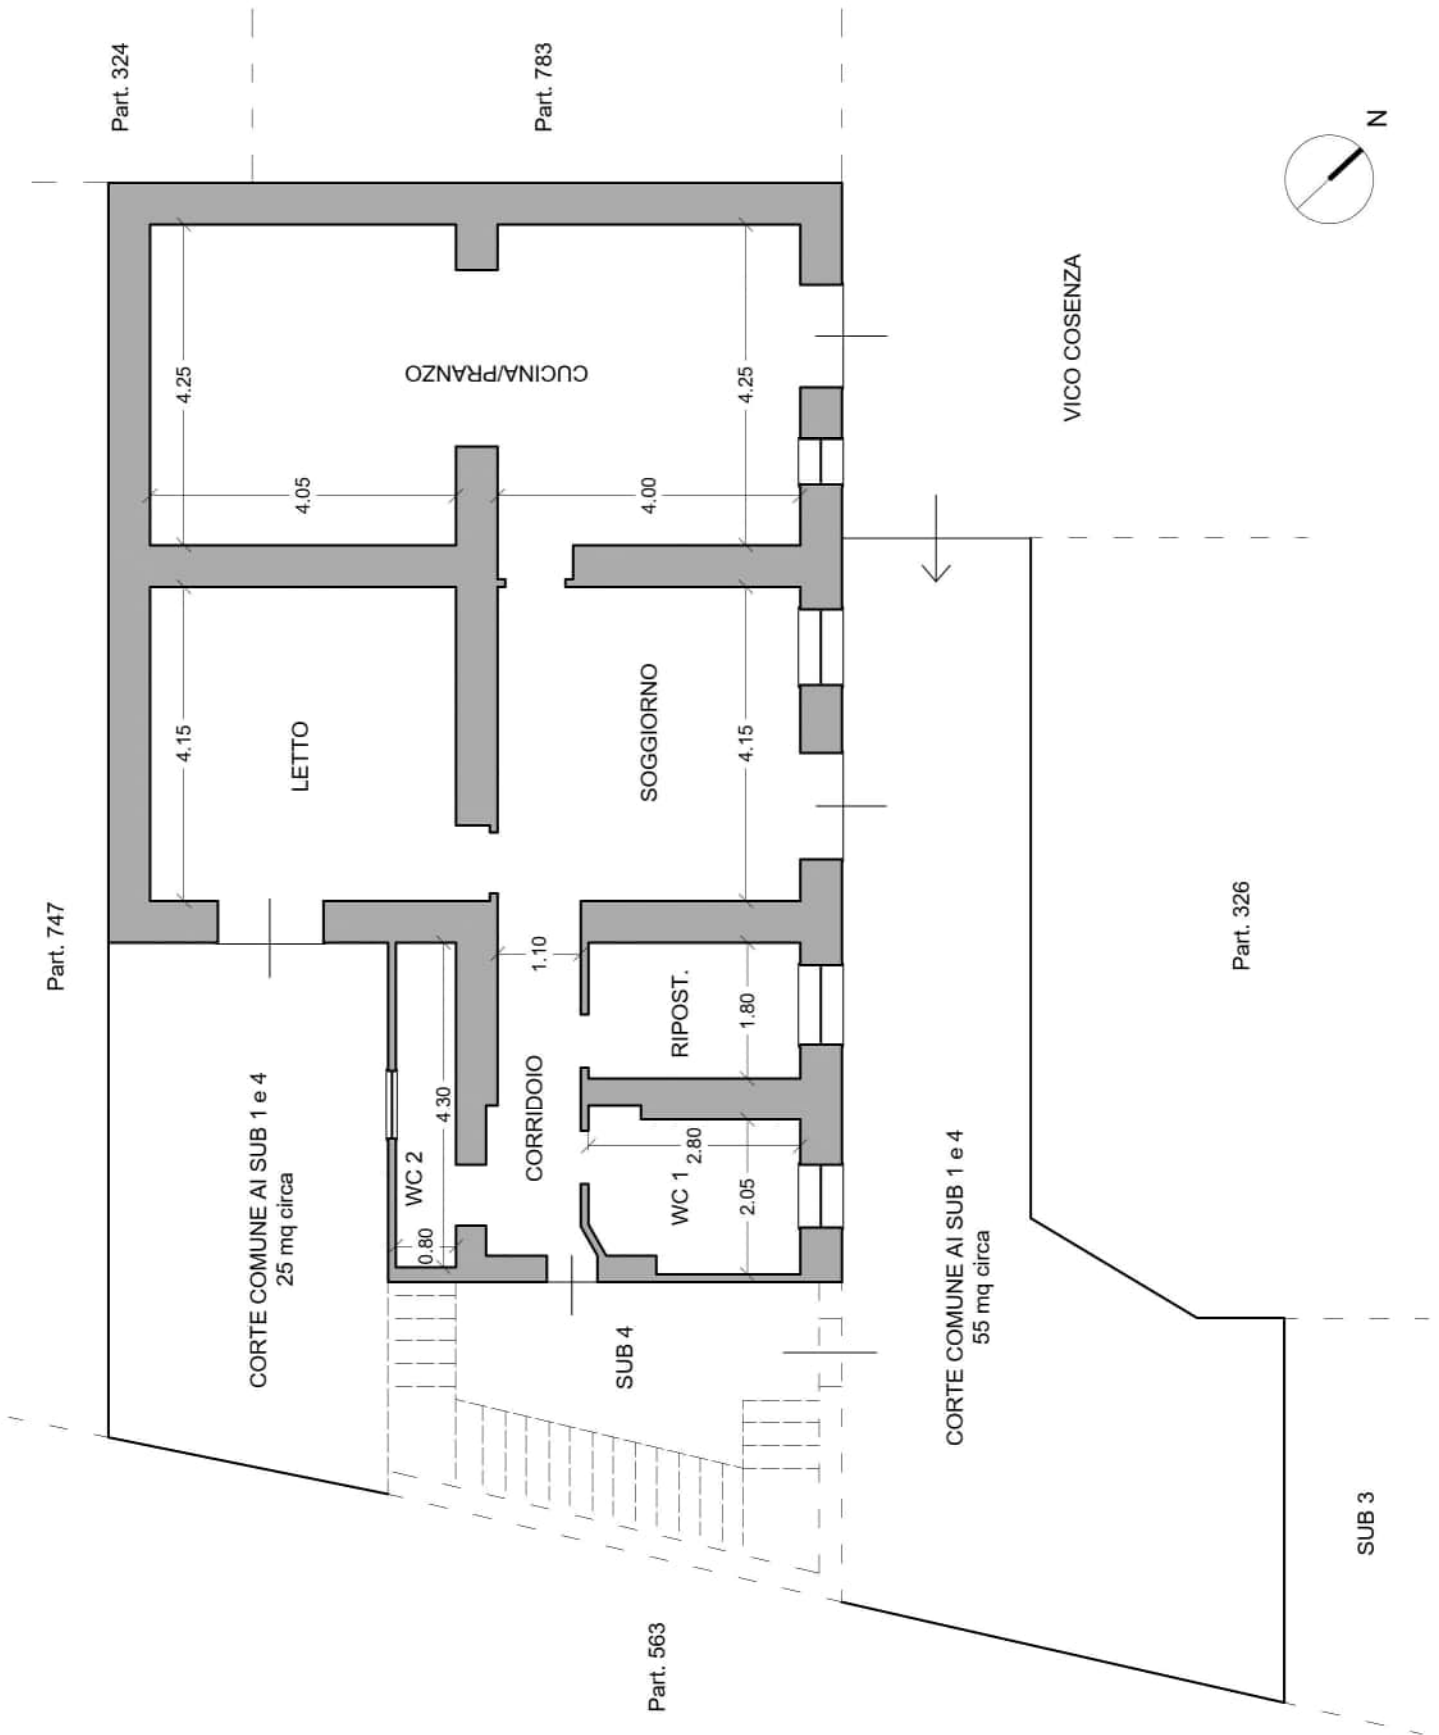 Part. 324
Part. 783
N
VICO COSENZA
4.25
4.25
CUCINA/PRANZO
4.05
4.00
Part. 747
LETTO
4.15
SOGGIORNO
4.15
Part. 326
1.10
RIPOST.
1.80
CORRIDOIO
4.30
WC 2
0.80
2.80
WC 1
2.05
CORTE COMUNE AI SUB 1 e 4
25 mq circa
CORTE COMUNE AI SUB 1 e 4
55 mq circa
SUB 4
SUB 3
Part. 563